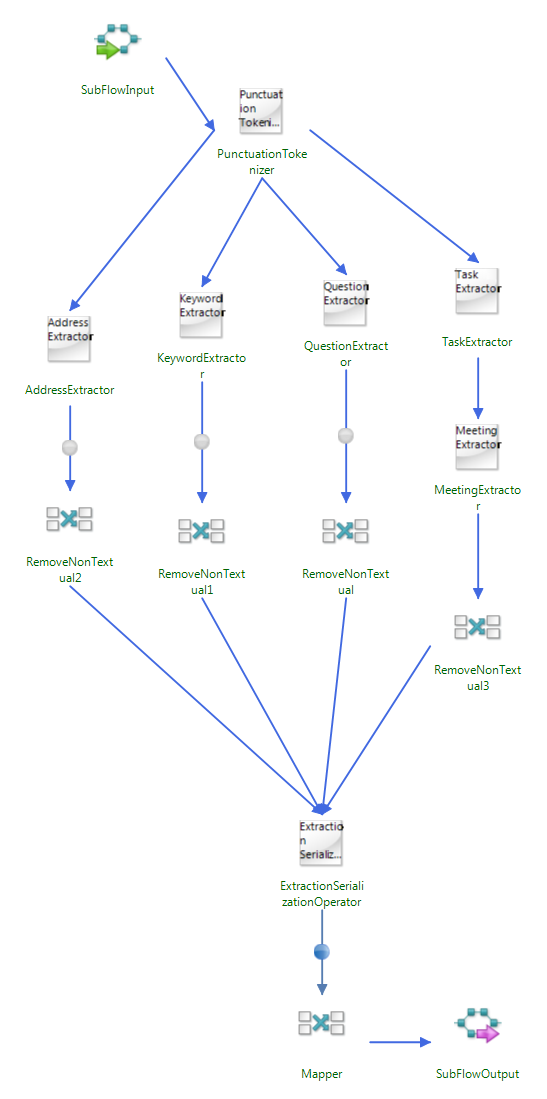 SubFlowInput
Punctuat
ion
Tokeni...
PunctuationToke
nizer
Address
Extractor
AddressExtractor
Keyword
Extractor
KeywordExtracto
r
Question
Extractor
QuestionExtract
or
Task
Extractor
TaskExtractor
Meeting
Extractor
MeetingExtracto
r
RemoveNonText
ual2
RemoveNonText
ual1
RemoveNonText
ual
RemoveNonText
ual3
Extractio
n
Serializ...
ExtractionSeriali
zationOperator
Mapper
SubFlowOutput